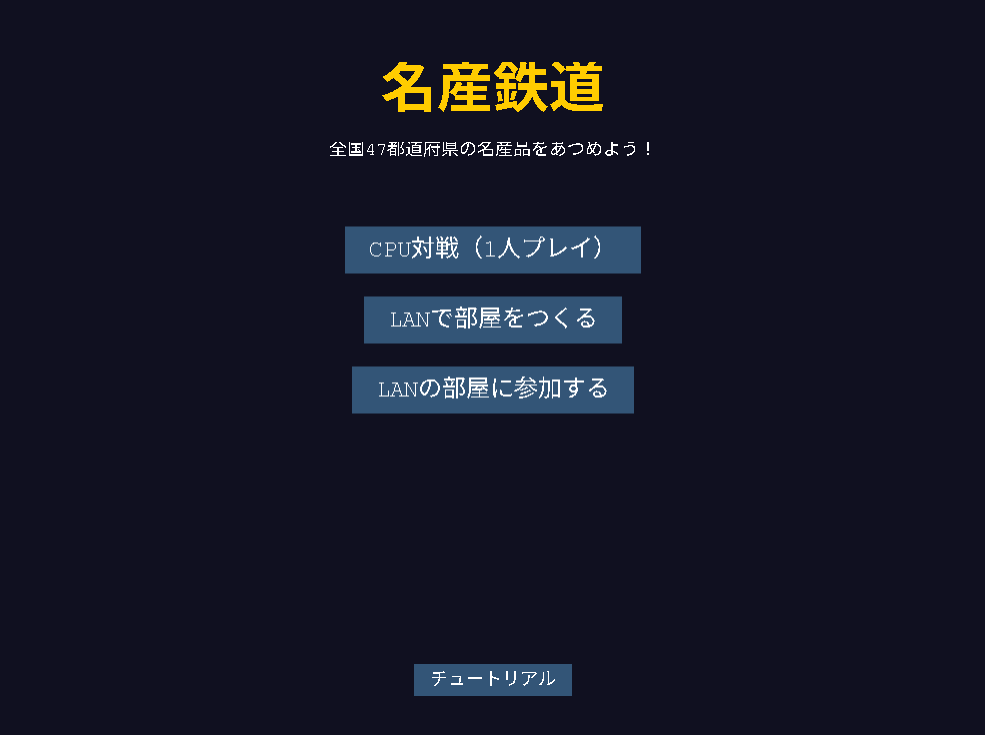 名産鉄道
全国47都道府県の名産品をあつめよう！
CPU対戦（1人プレイ）
LANで部屋をつくる
LANの部屋に参加する
チュートリアル